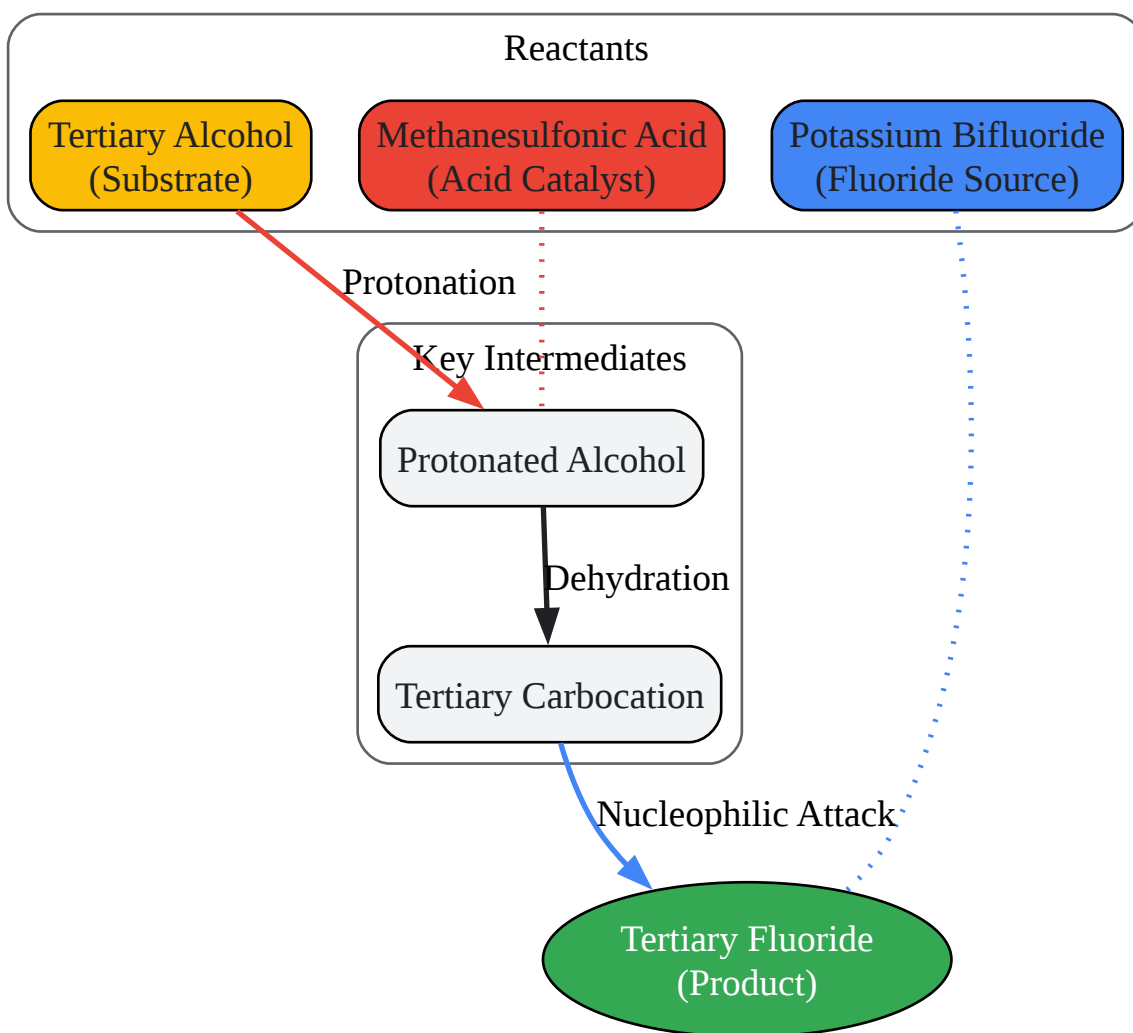 Reactants
Tertiary Alcohol
(Substrate)
Methanesulfonic Acid
(Acid Catalyst)
Potassium Bifluoride
(Fluoride Source)
Protonation
Key Intermediates
Protonated Alcohol
Dehydration
Tertiary Carbocation
Nucleophilic Attack
Tertiary Fluoride
(Product)